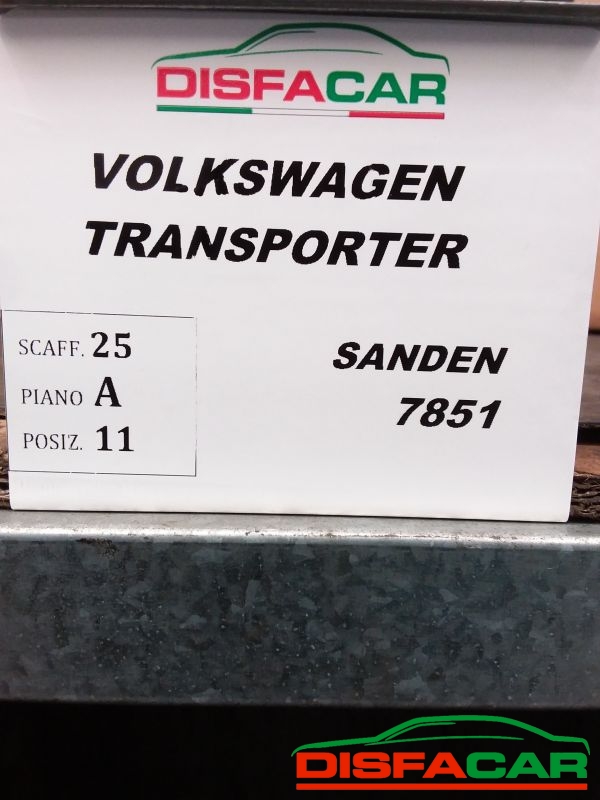 DISFACAR
VOLKSWAGEN
TRANSPORTER
SCAFF. 25
PIANO A
POSIZ. 11
SANDEN
7851
DISFACAR